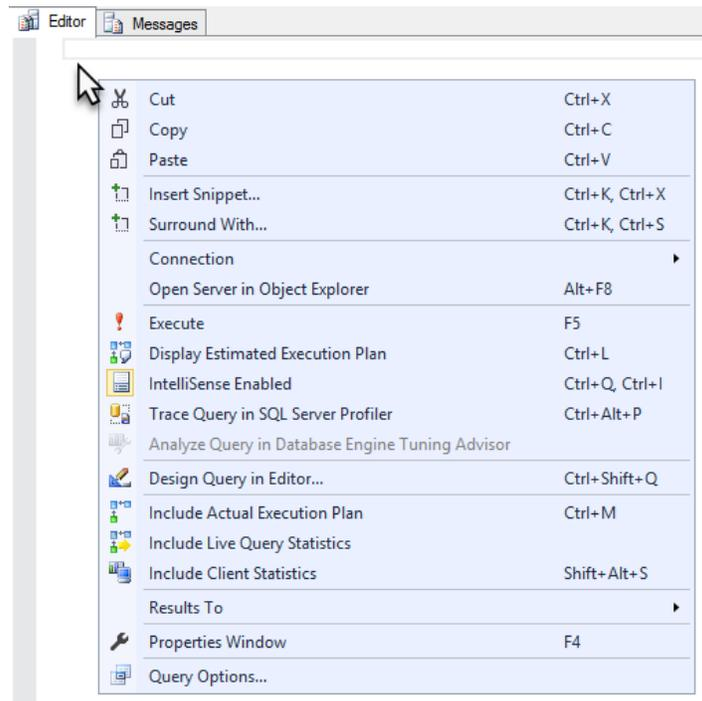 Editor Messages
Cut Ctrl+X
Copy Ctrl+C
Paste Ctrl+V
Insert Snippet... Ctrl+K, Ctrl+X
Surround With... Ctrl+K, Ctrl+S
Connection
Open Server in Object Explorer Alt+F8
Execute F5
Display Estimated Execution Plan Ctrl+L
IntelliSense Enabled Ctrl+Q, Ctrl+I
Trace Query in SQL Server Profiler Ctrl+Alt+P
Analyze Query in Database Engine Tuning Advisor
Design Query in Editor... Ctrl+Shift+Q
Include Actual Execution Plan Ctrl+M
Include Live Query Statistics
Include Client Statistics Shift+Alt+S
Results To
Properties Window F4
Query Options...